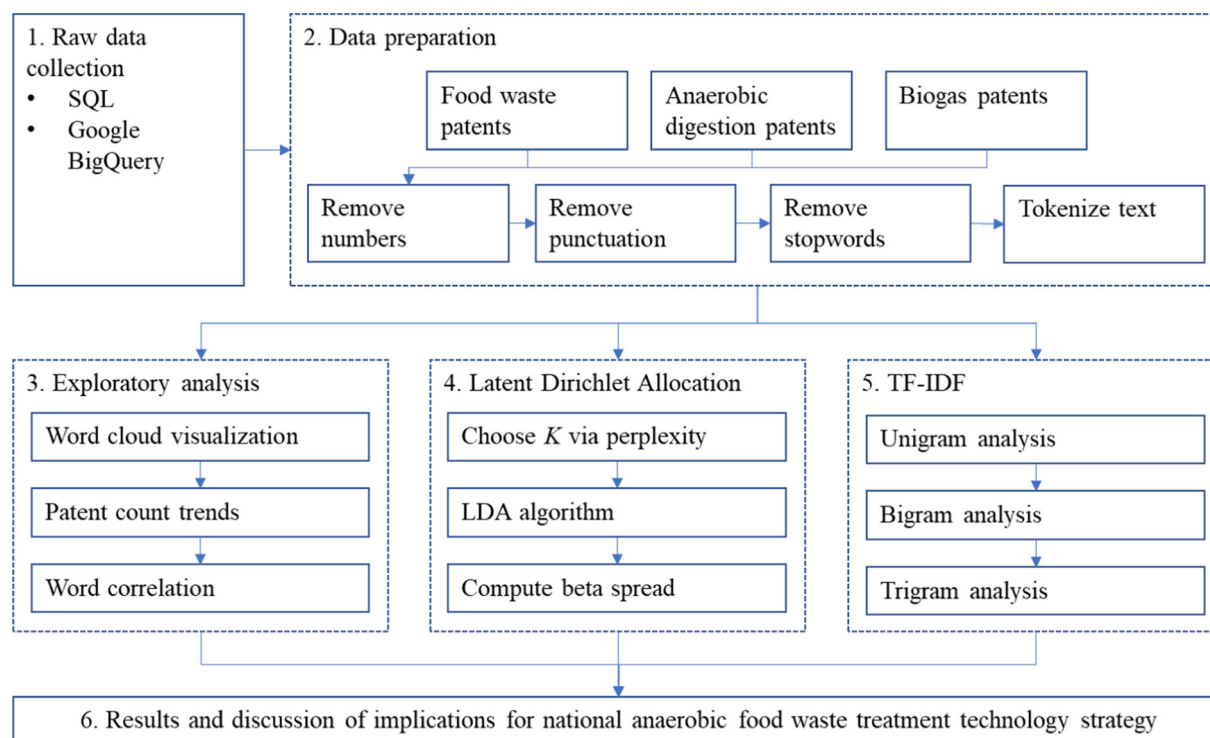 1. Raw data
collection
• SQL
• Google
BigQuery
2. Data preparation
Food waste
patents
Anaerobic
digestion patents
Biogas patents
Remove
numbers
Remove
punctuation
Remove
stopwords
Tokenize text
3. Exploratory analysis
Word cloud visualization
Patent count trends
Word correlation
4. Latent Dirichlet Allocation
Choose K via perplexity
LDA algorithm
Compute beta spread
5. TF-IDF
Unigram analysis
Bigram analysis
Trigram analysis
6. Results and discussion of implications for national anaerobic food waste treatment technology strategy